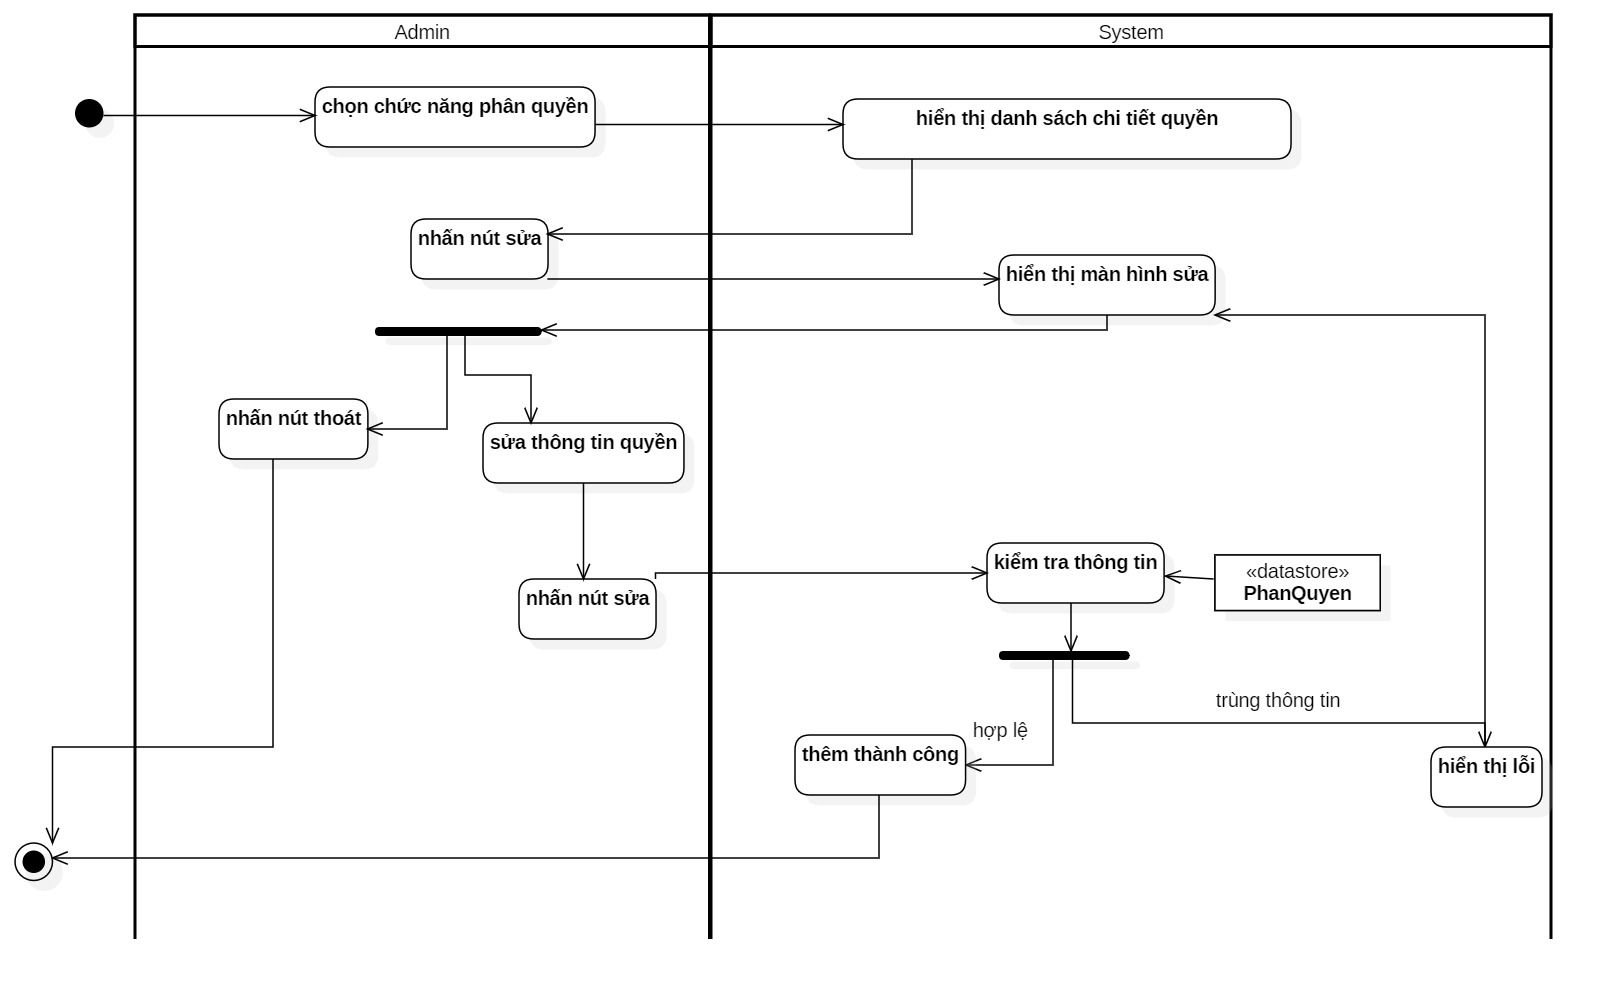 Admin
System
chọn chức năng phân quyền
hiển thị danh sách chi tiết quyền
nhấn nút sửa
hiển thị màn hình sửa
nhấn nút thoát
sửa thông tin quyền
kiểm tra thông tin
«datastore»
PhanQuyen
nhấn nút sửa
trùng thông tin
hợp lệ
thêm thành công
hiển thị lỗi